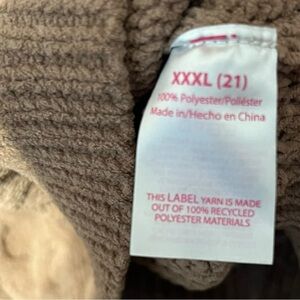 XXXL (21)
100% Polyester/Poliéster
Made in/Hecho en China
THIS LABEL YARN IS MADE
OUT OF 100% RECYCLED
POLYESTER MATERIALS